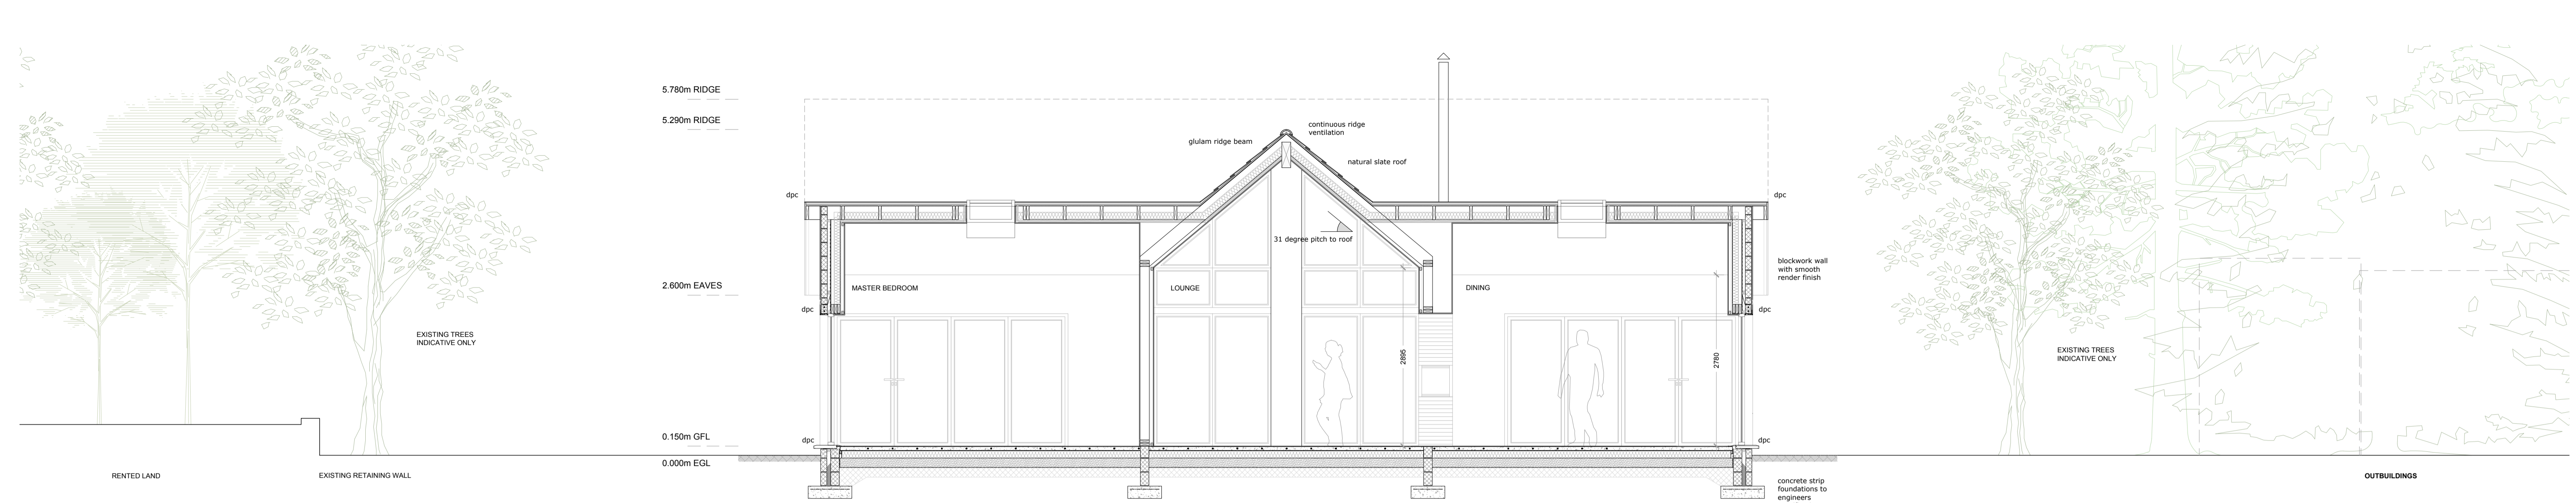 5.780m RIDGE
5.290m RIDGE
continuous ridge
ventilation
glulam ridge beam
natural slate roof
dpc
dpc
31 degree pitch to roof
blockwork wall
with smooth
render finish
2.600m EAVES
MASTER BEDROOM
LOUNGE
DINING
dpc
dpc
EXISTING TREES
INDICATIVE ONLY
2895
2780
EXISTING TREES
INDICATIVE ONLY
0.150m GFL
dpc
dpc
0.000m EGL
RENTED LAND
EXISTING RETAINING WALL
OUTBUILDINGS
concrete strip
foundations to
engineers